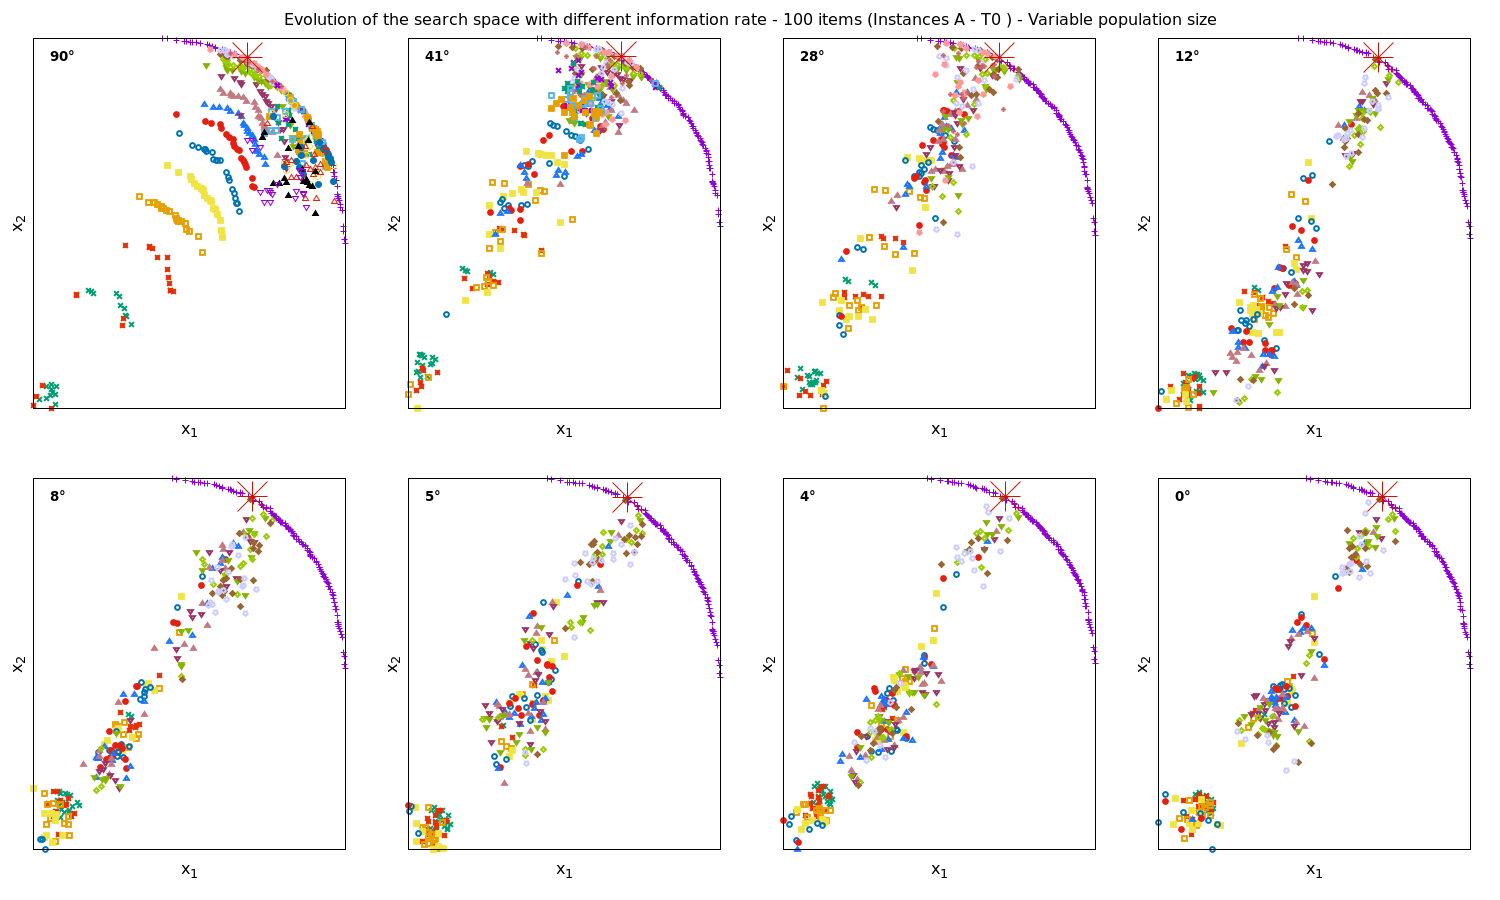 Evolution of the search space with different information rate - 100 items (Instances A - T0 ) - Variable population size
90°
41°
28°
12°
x2
x2
x2
x2
x1
x1
x1
x1
8°
5°
4°
0°
x2
x2
x2
x2
x1
x1
x1
x1